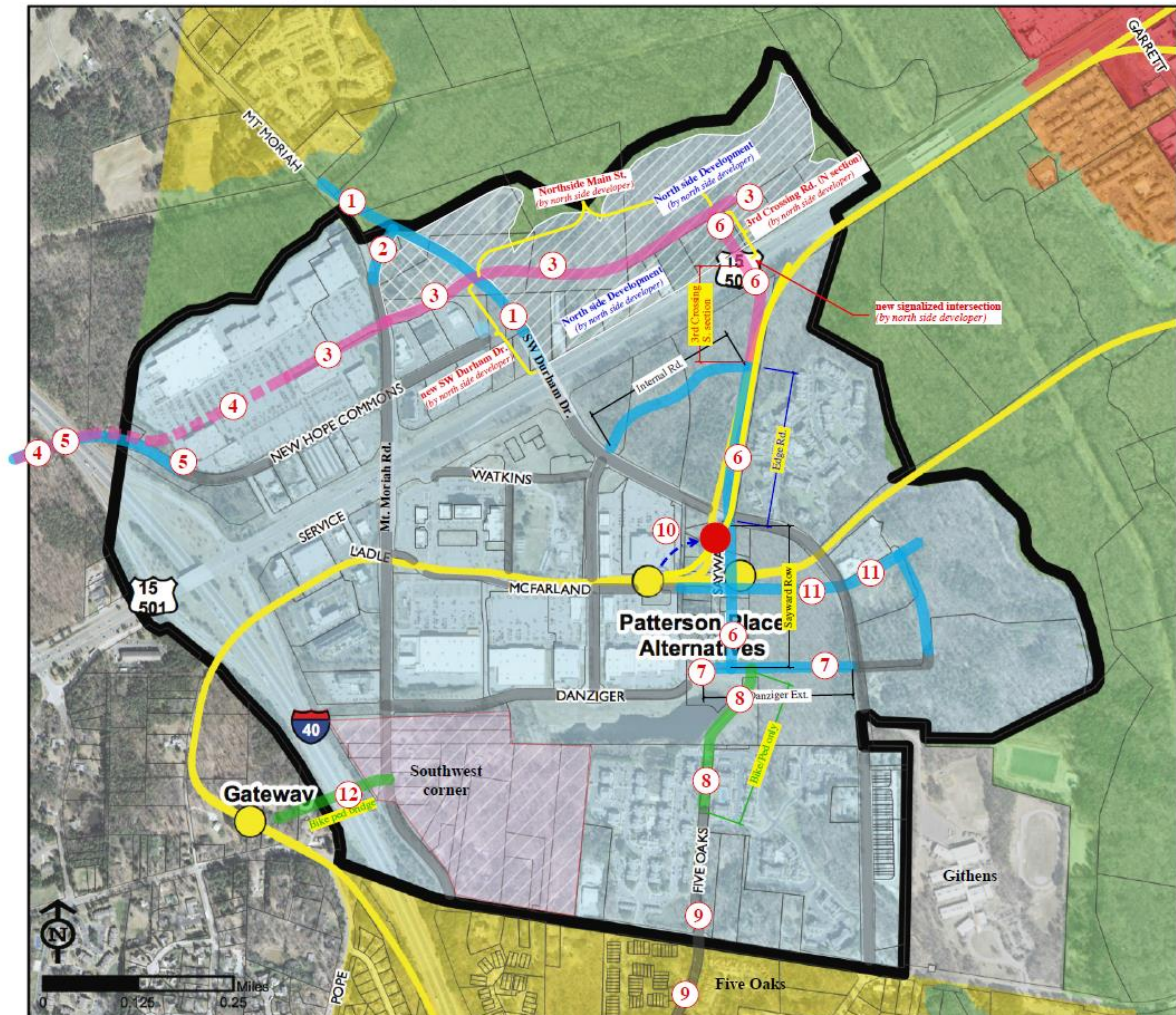 GARRETT
MT MORIAH
1
2
Northside Main St.
(by north side developer)
North side Development
(by north side developer)
3rd Crossing Rd. (N section)
(by north side developer)
3
6
3
3
15
50
6
North side Development
(by north side developer)
3rd Crossing
S. section
new signalized intersection
(by north side developer)
1
3
new SW Durham Dr.
(by north side developer)
SW Durham Dr.
Internal Rd.
4
NEW HOPE COMMONS
Edge Rd.
4
5
5
6
Mt. Moriah Rd.
WATKINS
SERVICE
10
LADLE
SAYWA
Sayward Row
MCFARLAND
11
11
15
501
Patterson Place
Alternatives
6
7
7
DANZIGER
8
Danziger Ext.
40
Bike/Ped only
Southwest
corner
8
Gateway
12
Bike ped bridge
FIVE OAKS
Githens
9
N
Miles
0
0.125
0.25
POPE
Five Oaks
9